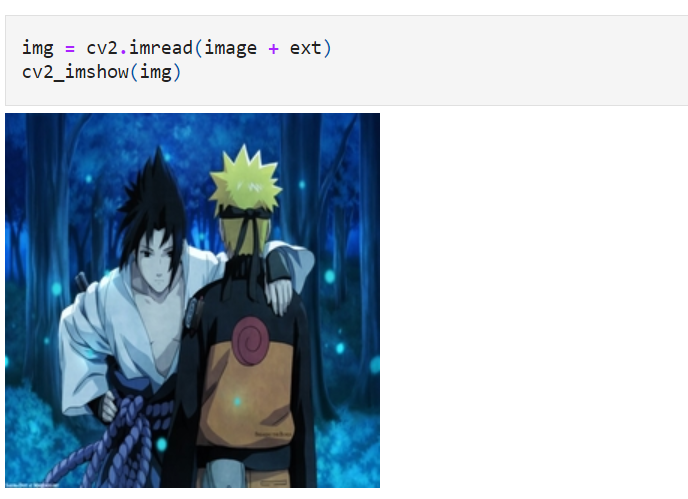 img = cv2.imread(image + ext)
cv2_imshow(img)